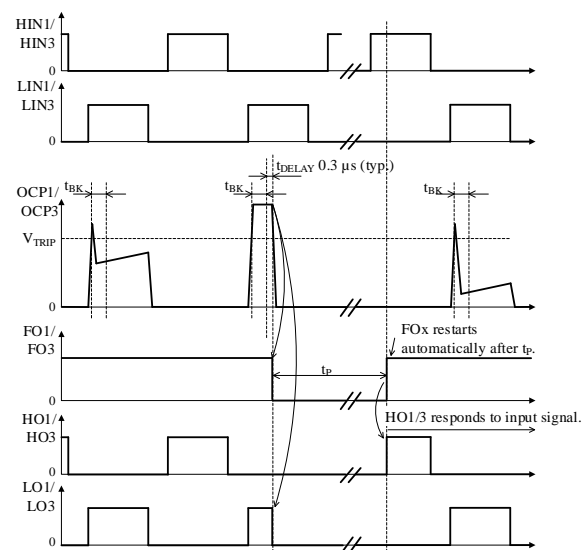 HIN1/
HIN3
0
LIN1/
LIN3
0
tDELAY 0.3 µs (typ.)
OCP1/
OCP3
tBK
tBK
tBK
VTRIP
0
FO1/
FO3
FOx restarts
automatically after tP.
tP
0
HO1/
HO3
HO1/3 responds to input signal.
0
LO1/
LO3
0